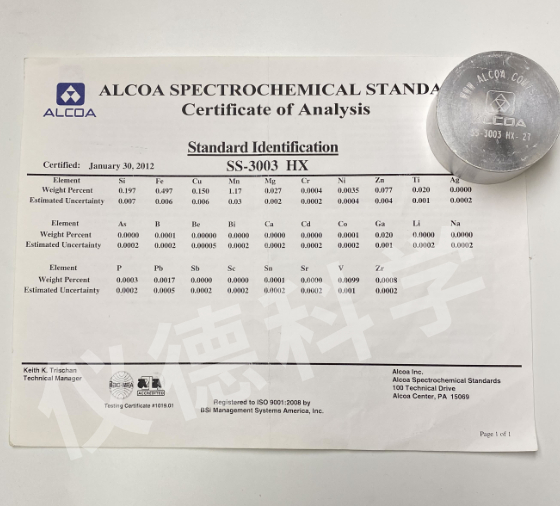 ALCOA SPECTROCHEMICAL STANDA
Certificate of Analysis
ALCOA
Standard Identification
Certified: January 30, 2012 SS-3003 HX
ALCOA
SS-3003 HX- 27
Element Si Fe Cu Mn Mg Cr Ni Zn Ti Ag
Weight Percent 0.197 0.497 0.150 1.17 0.027 0.0004 0.0035 0.077 0.020 0.0000
Estimated Uncertainty 0.007 0.006 0.006 0.03 0.002 0.0002 0.0004 0.004 0.001 0.0002
Element As B Be Bi Ca Cd Co Ga Li Na
Weight Percent 0.0000 0.0001 0.00000 0.0000 0.0000 0.0000 0.0001 0.020 0.0000 0.0000
Estimated Uncertainty 0.0002 0.0002 0.00005 0.0002 0.0002 0.0002 0.0002 0.001 0.0002 0.0002
Element P Pb Sb Sc Sn Sr V Zr
Weight Percent 0.0003 0.0017 0.0000 0.0000 0.0001 0.0000 0.0099 0.0008
Estimated Uncertainty 0.0002 0.0005 0.0002 0.0002 0.0002 0.0002 0.001 0.0002
仪德科学
Keith K. Trischan
Technical Manager
ACCREDITED
Testing Certificate #1019.01
Registered to ISO 9001:2008 by
BSI Management Systems America, Inc.
Alcoa Inc.
Alcoa Spectrochemical Standards
100 Technical Drive
Alcoa Center, PA 15069
Page 1 of 1